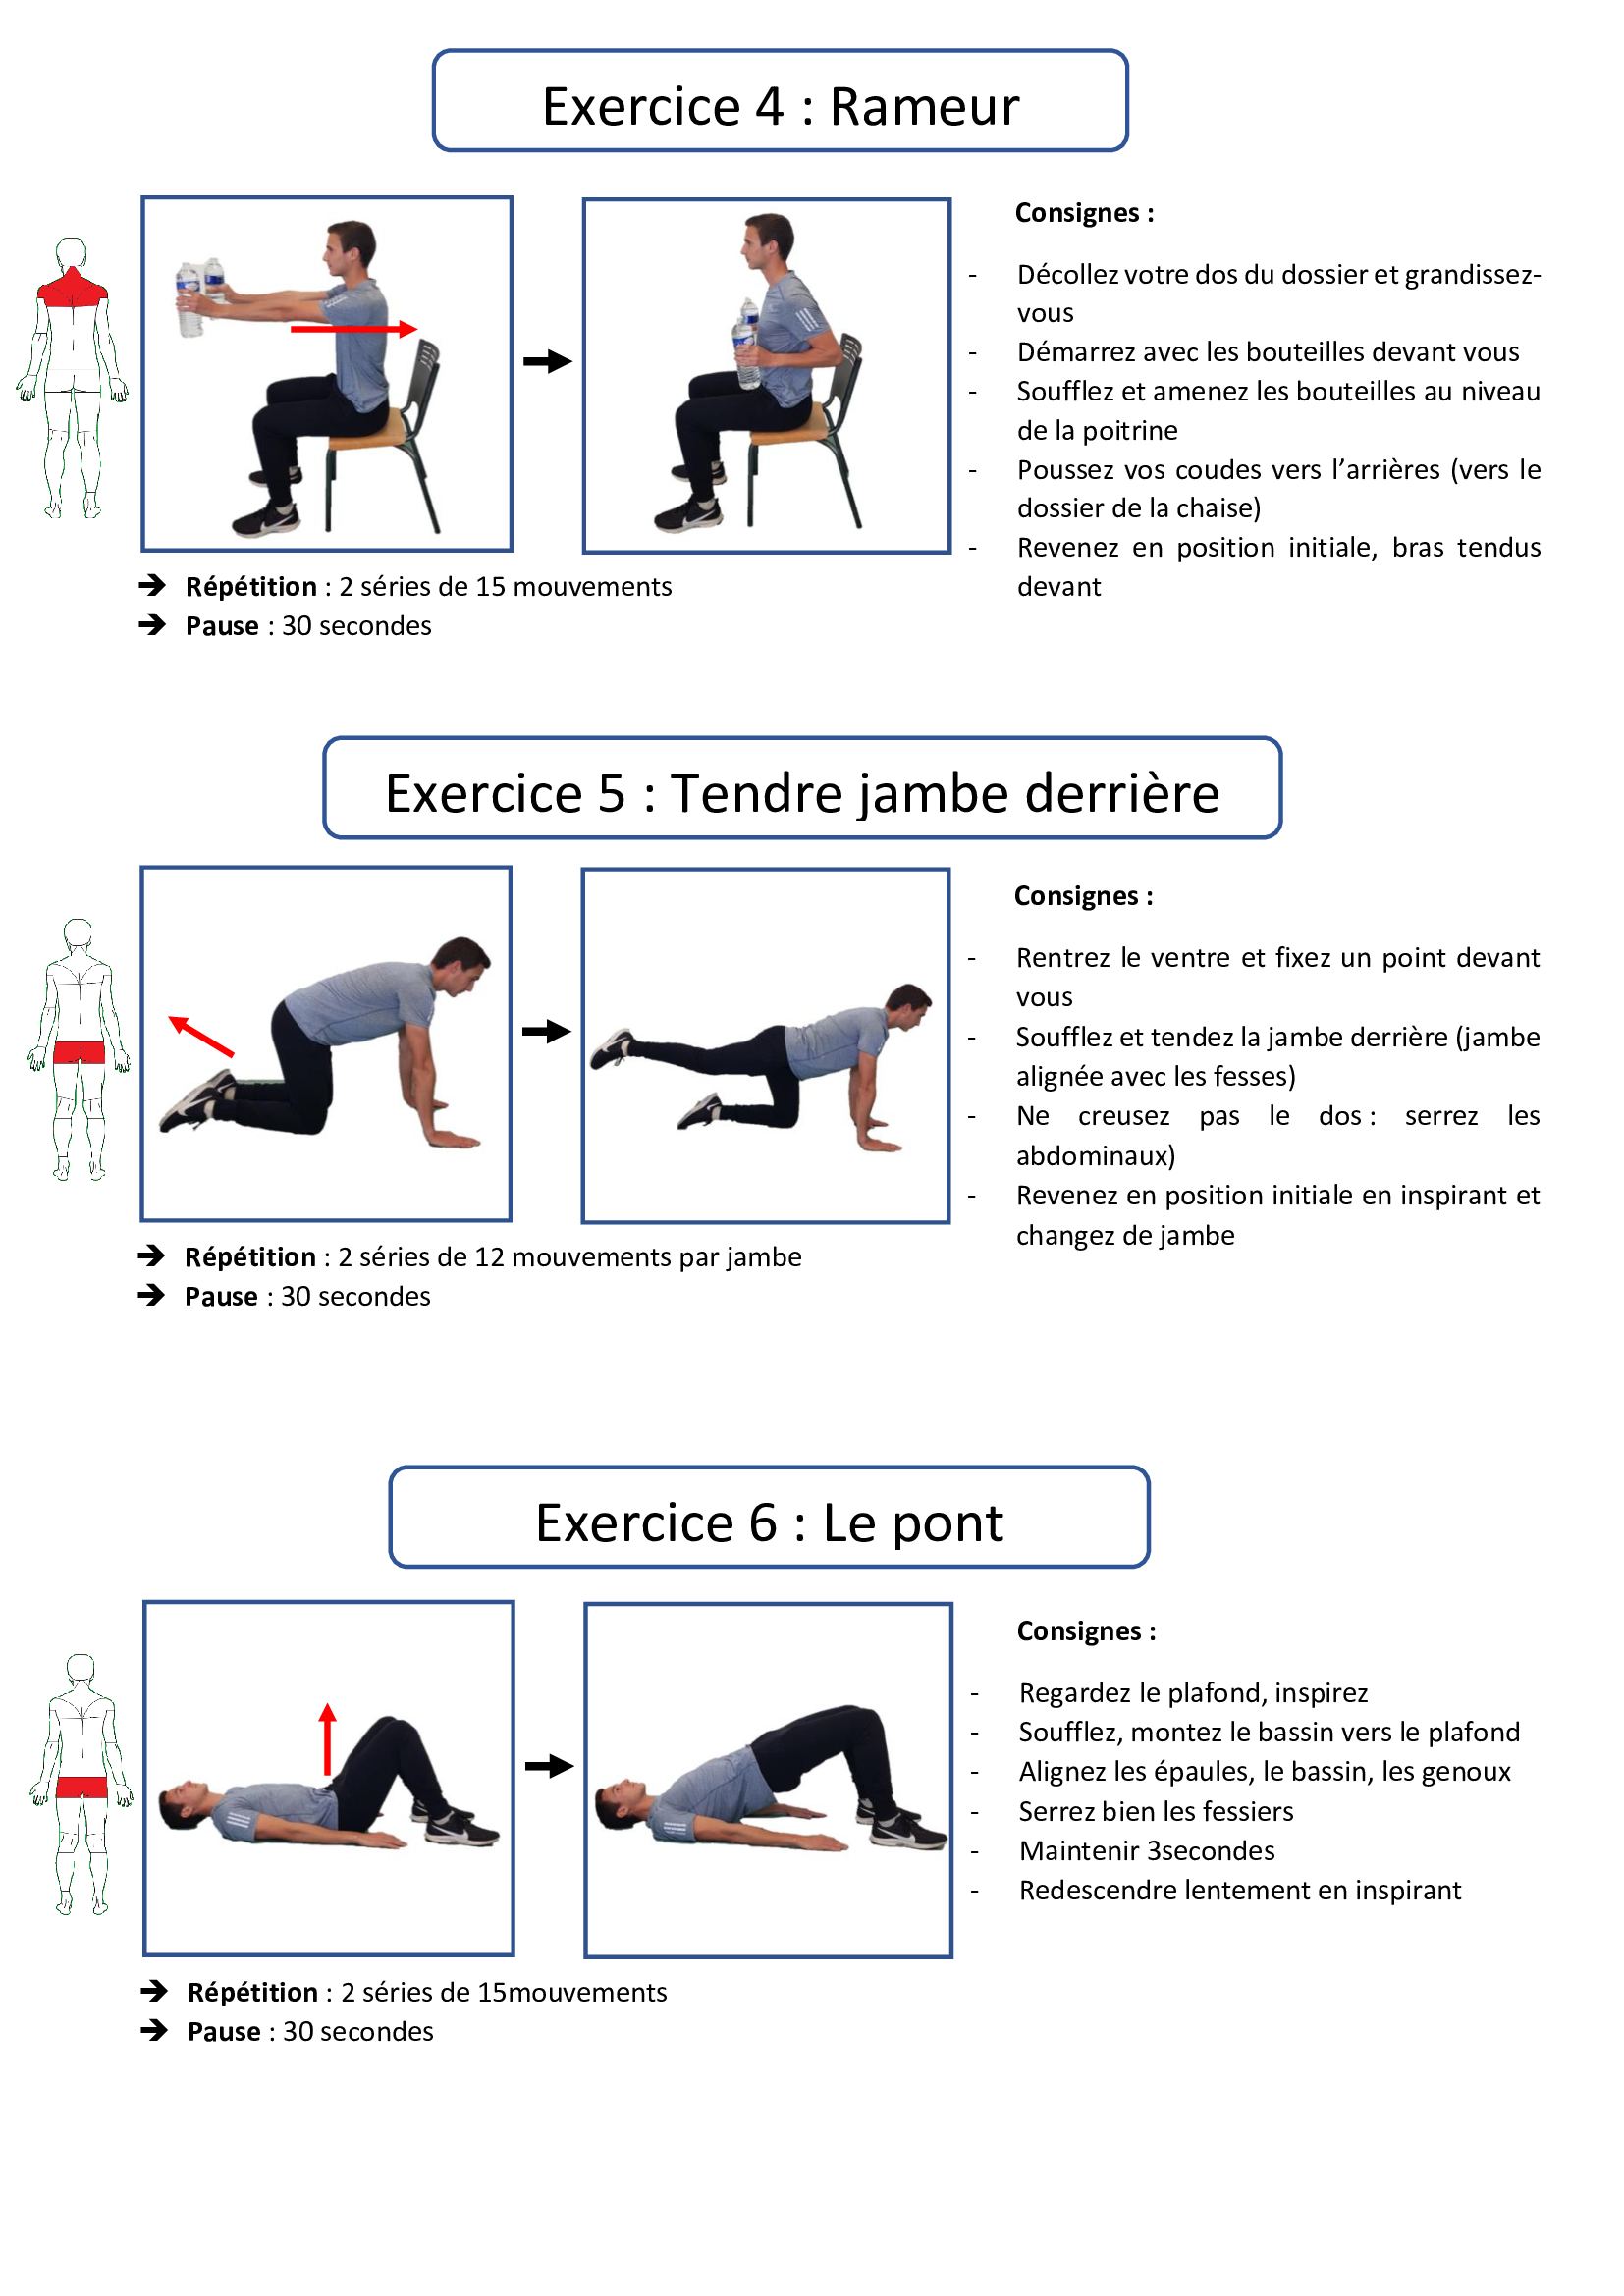 Exercice 4 : Rameur
Consignes :
- Décollez votre dos du dossier et grandissez-
vous
- Démarrez avec les bouteilles devant vous
- Soufflez et amenez les bouteilles au niveau
de la poitrine
- Poussez vos coudes vers l’arrières (vers le
dossier de la chaise)
- Revenez en position initiale, bras tendus
devant
➔ Répétition : 2 séries de 15 mouvements
➔ Pause : 30 secondes
Exercice 5 : Tendre jambe derrière
Consignes :
- Rentrez le ventre et fixez un point devant
vous
- Soufflez et tendez la jambe derrière (jambe
alignée avec les fesses)
- Ne creusez pas le dos : serrez les
abdominaux)
- Revenez en position initiale en inspirant et
changez de jambe
➔ Répétition : 2 séries de 12 mouvements par jambe
➔ Pause : 30 secondes
Exercice 6 : Le pont
Consignes :
- Regardez le plafond, inspirez
- Soufflez, montez le bassin vers le plafond
- Alignez les épaules, le bassin, les genoux
- Serrez bien les fessiers
- Maintenir 3secondes
- Redescendre lentement en inspirant
➔ Répétition : 2 séries de 15mouvements
➔ Pause : 30 secondes